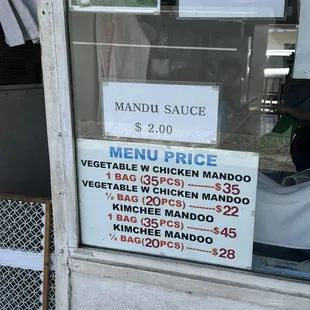 MANDU SAUCE
$ 2.00
MENU PRICE
VEGETABLE W CHICKEN MANDOO
1 BAG (35PCS) --------$35
VEGETABLE W CHICKEN MANDOO
½ BAG (20PCS) -------$22
KIMCHEE MANDOO
1 BAG (35PCS) --------$45
KIMCHEE MANDOO
½ BAG(20PCS)--------$28